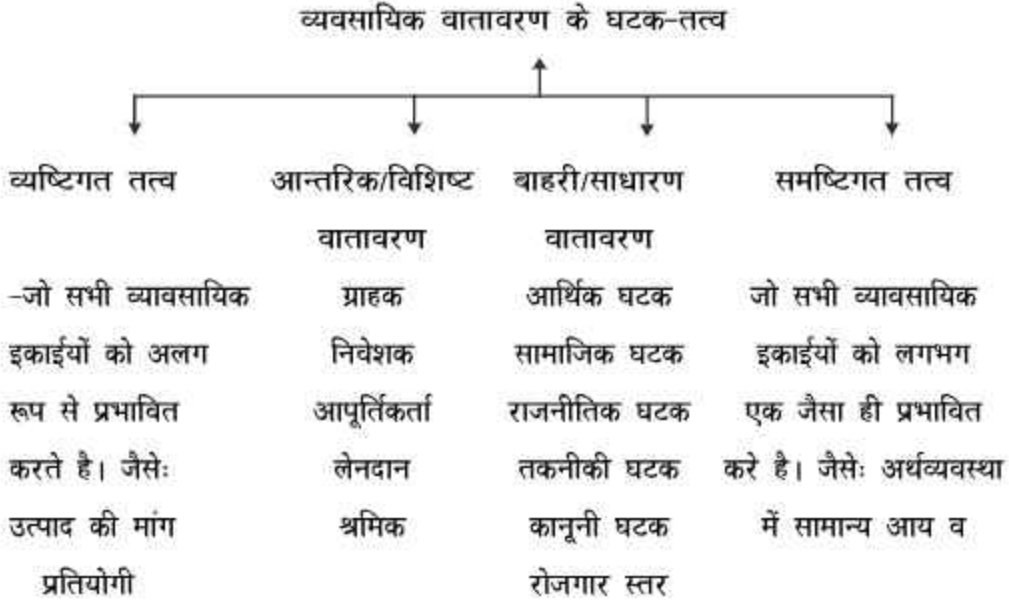 व्यवसायिक वातावरण के घटक-तत्व
व्यष्टिगत तत्व
-जो सभी व्यावसायिक
इकाईयों को अलग
रूप से प्रभावित
करते है। जैसेः
उत्पाद की मांग
प्रतियोगी
आन्तरिक/विशिष्ट
वातावरण
ग्राहक
निवेशक
आपूर्तिकर्ता
लेनदान
श्रमिक
बाहरी/साधारण
वातावरण
आर्थिक घटक
सामाजिक घटक
राजनीतिक घटक
तकनीकी घटक
कानूनी घटक
रोजगार स्तर
समष्टिगत तत्व
जो सभी व्यावसायिक
इकाईयों को लगभग
एक जैसा ही प्रभावित
करे है। जैसेः अर्थव्यवस्था
में सामान्य आय व